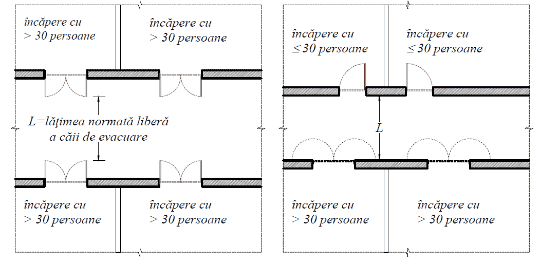 încăpere cu
> 30 persoane
încăpere cu
> 30 persoane
L=lățimea normată liberă
a căii de evacuare
încăpere cu
> 30 persoane
încăpere cu
> 30 persoane
încăpere cu
≤ 30 persoane
încăpere cu
≤ 30 persoane
L
încăpere cu
> 30 persoane
încăpere cu
> 30 persoane